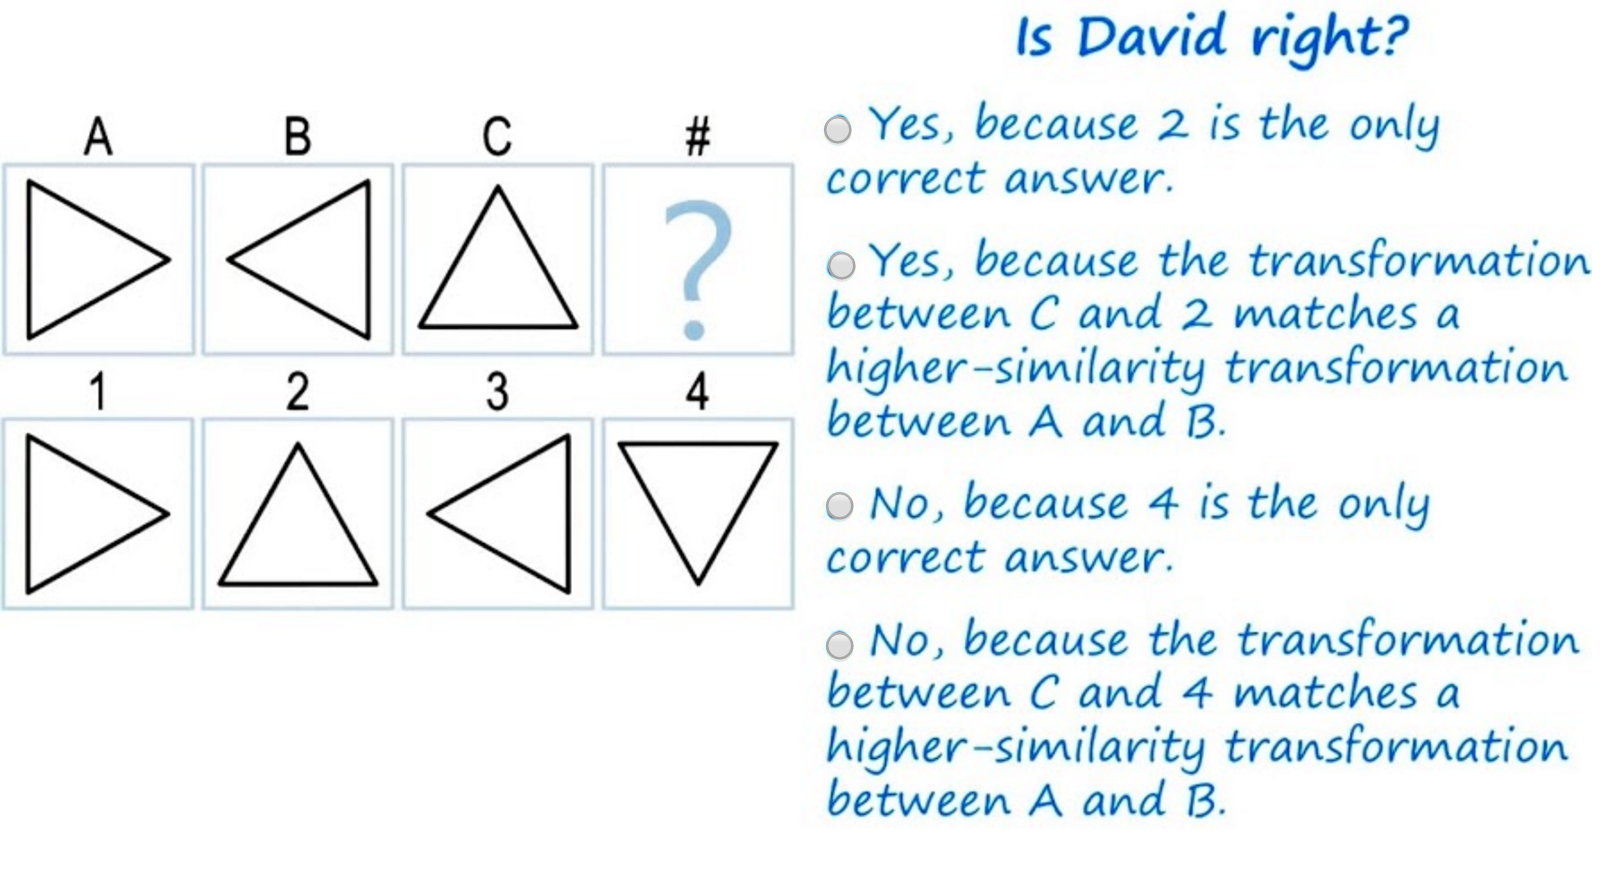 Is David right?
A B C #
?
1 2 3 4
Yes, because 2 is the only
correct answer.
Yes, because the transformation
between C and 2 matches a
higher-similarity transformation
between A and B.
No, because 4 is the only
correct answer.
No, because the transformation
between C and 4 matches a
higher-similarity transformation
between A and B.